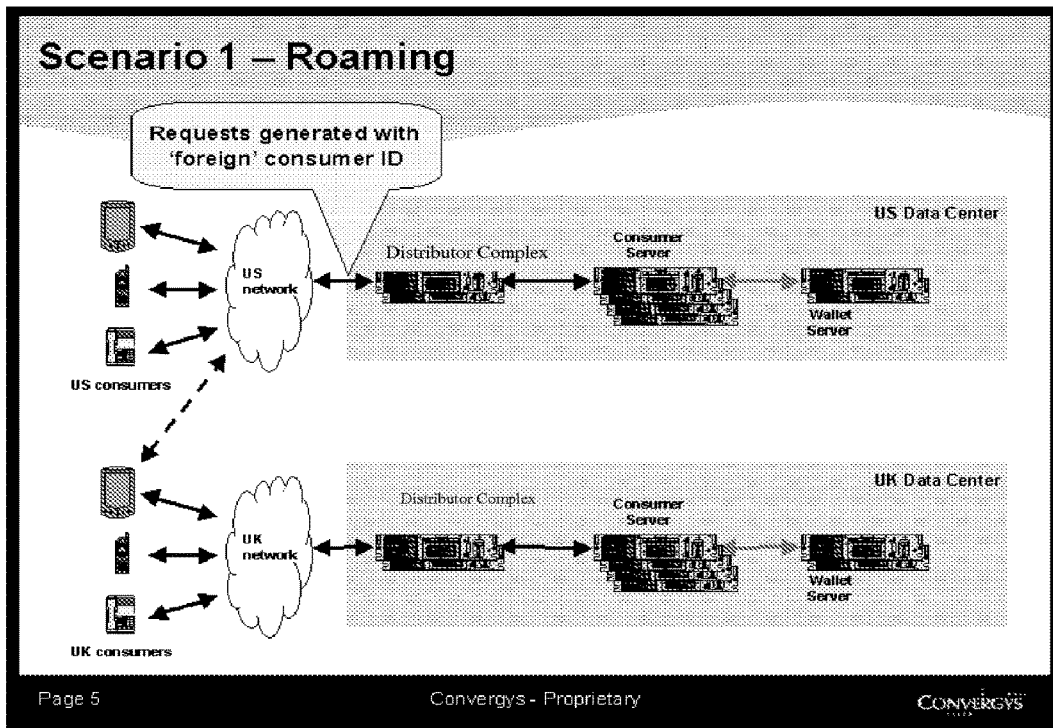 Scenario 1 – Roaming
Requests generated with
‘foreign’ consumer ID
US Data Center
Distributor Complex
Consumer
Server
US
network
Wallet
Server
US consumers
UK Data Center
Distributor Complex
Consumer
Server
UK
network
Wallet
Server
UK consumers
Page 5
Convergys - Proprietary
CONVERGYS